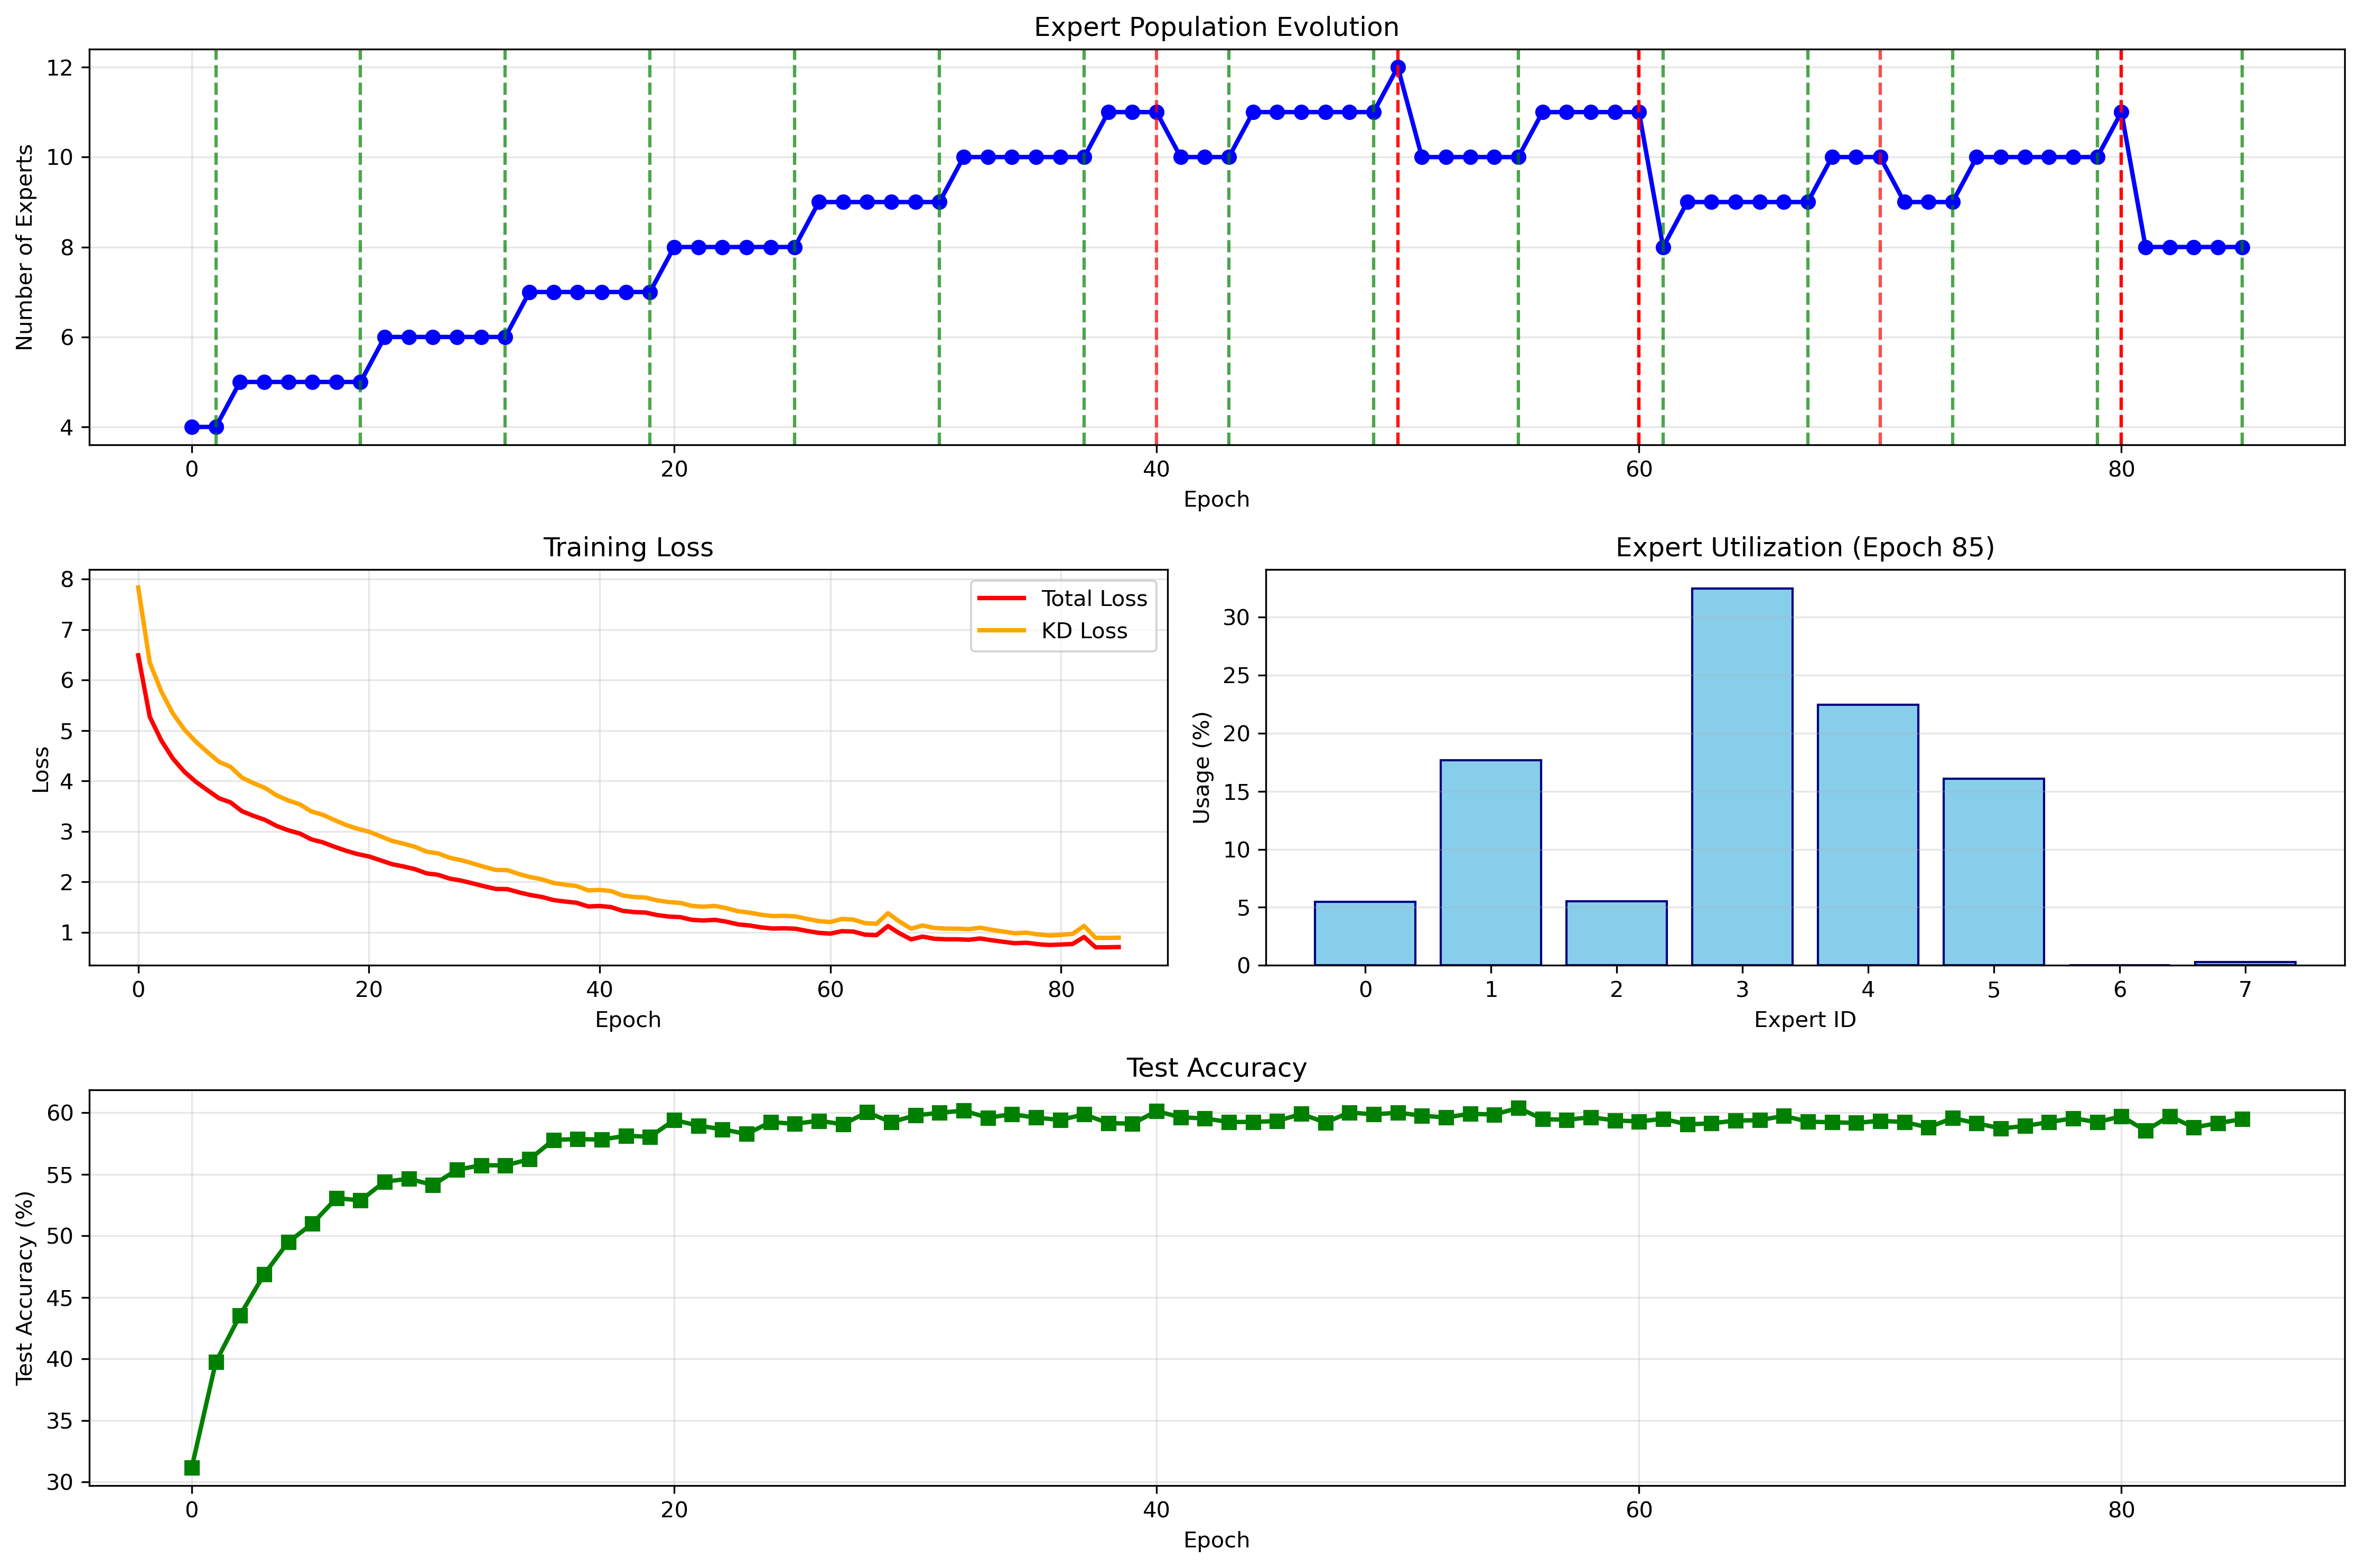 Expert Population Evolution
Number of Experts
12
10
8
6
4
0 20 40 60 80
Epoch
Training Loss
Loss
8
7
6
5
4
3
2
1
Total Loss
KD Loss
0 20 40 60 80
Epoch
Expert Utilization (Epoch 85)
Usage (%)
30
25
20
15
10
5
0
0 1 2 3 4 5 6 7
Expert ID
Test Accuracy
Test Accuracy (%)
60
55
50
45
40
35
30
0 20 40 60 80
Epoch